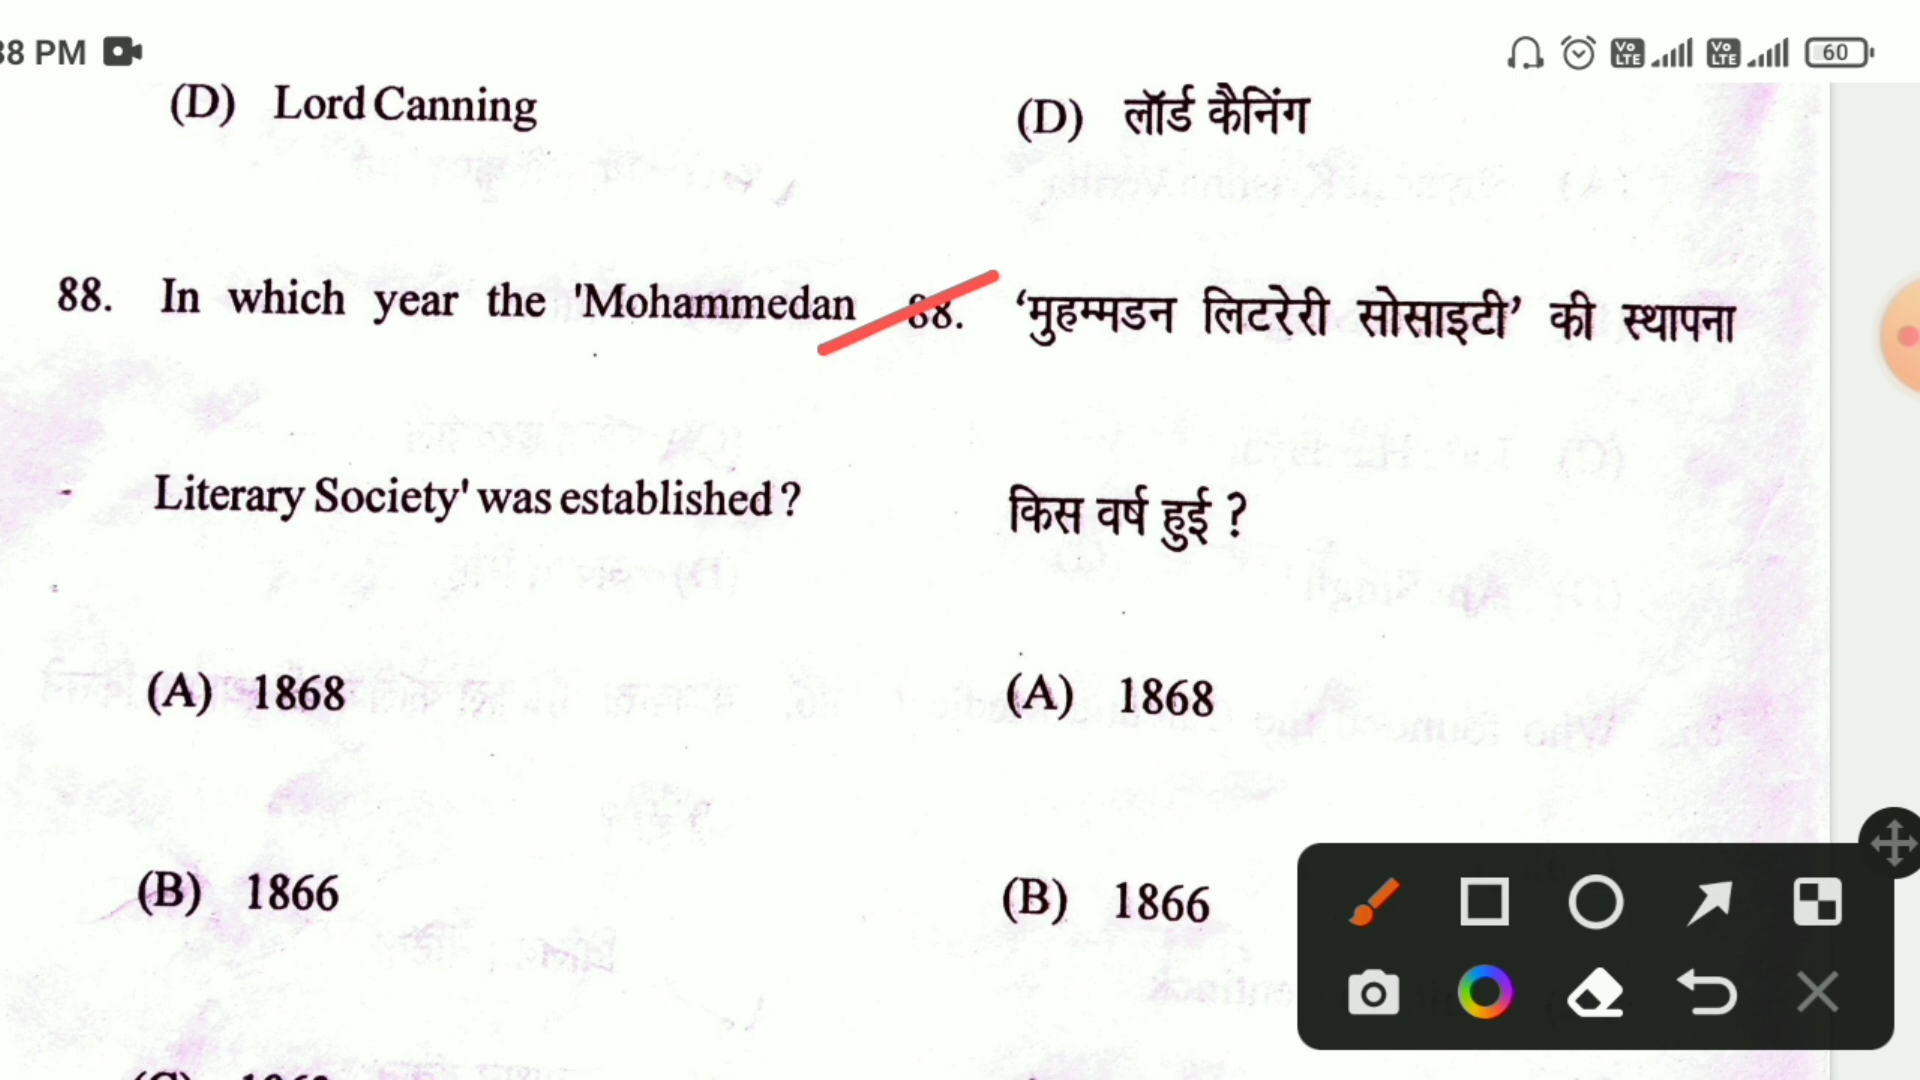 38 PM
60
(D) Lord Canning
(D) लॉर्ड कैनिंग
88. In which year the 'Mohammedan
Literary Society' was established ?
(A) 1868
(B) 1866
88. ‘मुहम्मडन लिटरेरी सोसाइटी’ की स्थापना
किस वर्ष हुई ?
(A) 1868
(B) 1866